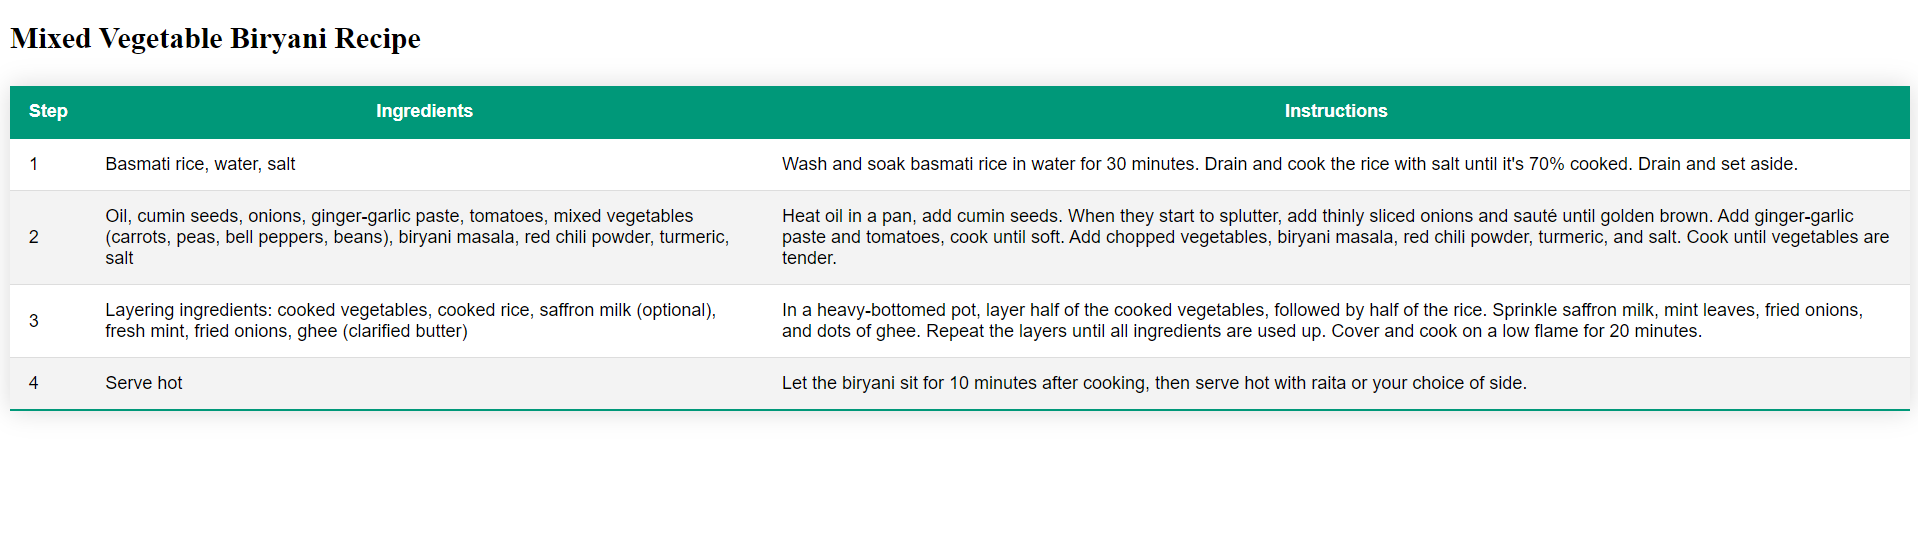 Mixed Vegetable Biryani Recipe
Step Ingredients Instructions
1 Basmati rice, water, salt Wash and soak basmati rice in water for 30 minutes. Drain and cook the rice with salt until it's 70% cooked. Drain and set aside.
2 Oil, cumin seeds, onions, ginger-garlic paste, tomatoes, mixed vegetables
(carrots, peas, bell peppers, beans), biryani masala, red chili powder, turmeric,
salt
Heat oil in a pan, add cumin seeds. When they start to splutter, add thinly sliced onions and sauté until golden brown. Add ginger-garlic
paste and tomatoes, cook until soft. Add chopped vegetables, biryani masala, red chili powder, turmeric, and salt. Cook until vegetables are
tender.
3 Layering ingredients: cooked vegetables, cooked rice, saffron milk (optional),
fresh mint, fried onions, ghee (clarified butter)
In a heavy-bottomed pot, layer half of the cooked vegetables, followed by half of the rice. Sprinkle saffron milk, mint leaves, fried onions,
and dots of ghee. Repeat the layers until all ingredients are used up. Cover and cook on a low flame for 20 minutes.
4 Serve hot Let the biryani sit for 10 minutes after cooking, then serve hot with raita or your choice of side.